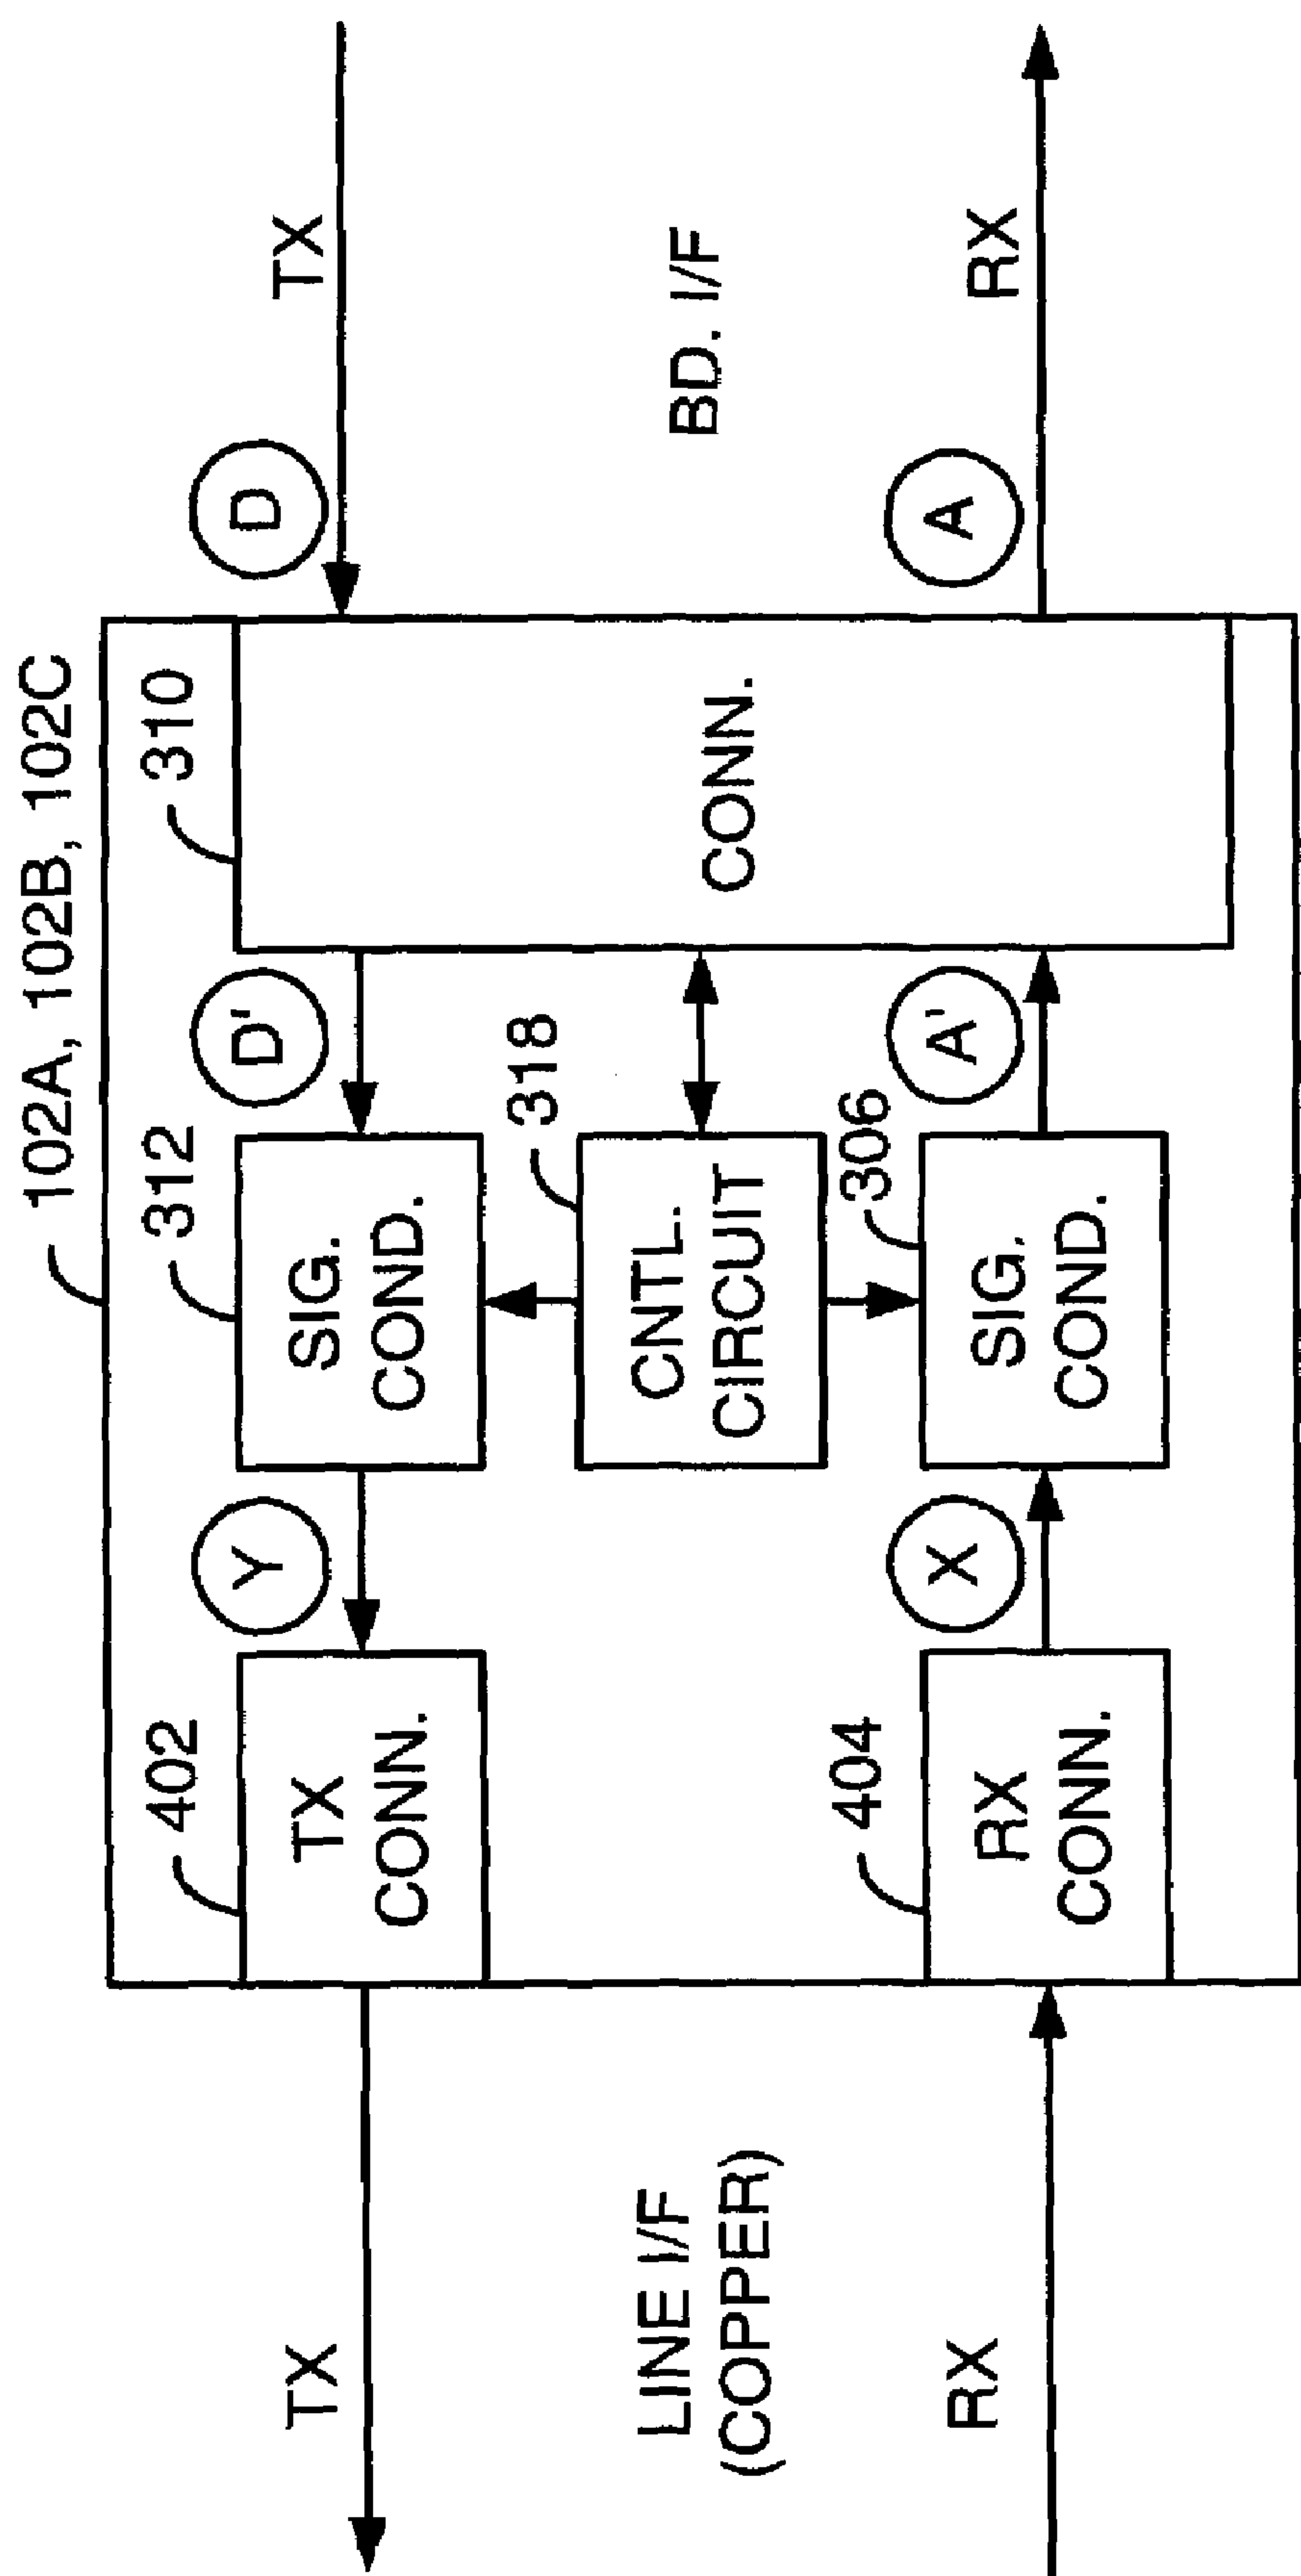 102A, 102B, 102C
TX
402
TX
CONN.
Y
312
SIG.
COND.
D'
310
CONN.
D
TX
LINE I/F
(COPPER)
318
CNTL.
CIRCUIT
BD. I/F
RX
404
RX
CONN.
X
306
SIG.
COND.
A'
A
RX